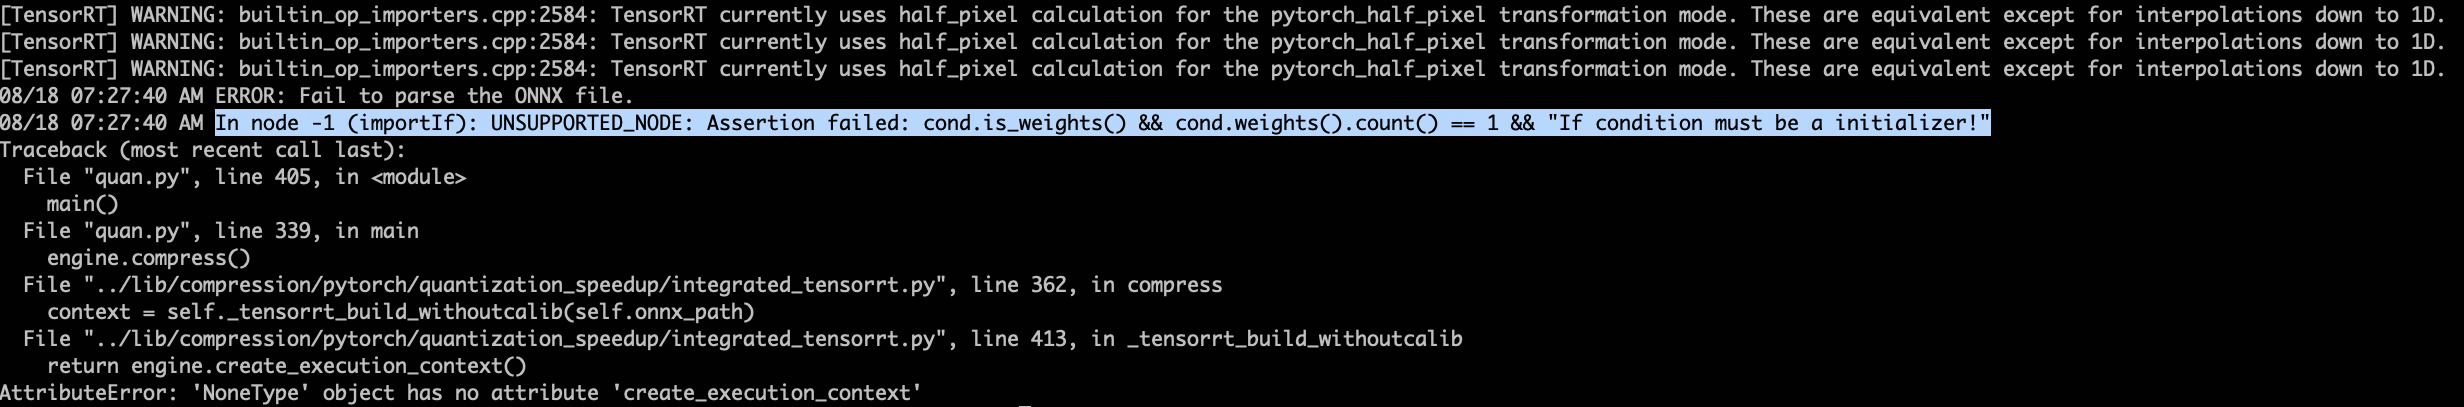 [TensorRT] WARNING: builtin_op_importers.cpp:2584: TensorRT currently uses half_pixel calculation for the pytorch_half_pixel transformation mode. These are equivalent except for interpolations down to 1D.
[TensorRT] WARNING: builtin_op_importers.cpp:2584: TensorRT currently uses half_pixel calculation for the pytorch_half_pixel transformation mode. These are equivalent except for interpolations down to 1D.
[TensorRT] WARNING: builtin_op_importers.cpp:2584: TensorRT currently uses half_pixel calculation for the pytorch_half_pixel transformation mode. These are equivalent except for interpolations down to 1D.
08/18 07:27:40 AM ERROR: Fail to parse the ONNX file.
08/18 07:27:40 AM In node -1 (importIf): UNSUPPORTED_NODE: Assertion failed: cond.is_weights() && cond.weights().count() == 1 && "If condition must be a initializer!"
Traceback (most recent call last):
  File "quan.py", line 405, in <module>
    main()
  File "quan.py", line 339, in main
    engine.compress()
  File "../lib/compression/pytorch/quantization_speedup/integrated_tensorrt.py", line 362, in compress
    context = self._tensorrt_build_withoutcalib(self.onnx_path)
  File "../lib/compression/pytorch/quantization_speedup/integrated_tensorrt.py", line 413, in _tensorrt_build_withoutcalib
    return engine.create_execution_context()
AttributeError: 'NoneType' object has no attribute 'create_execution_context'